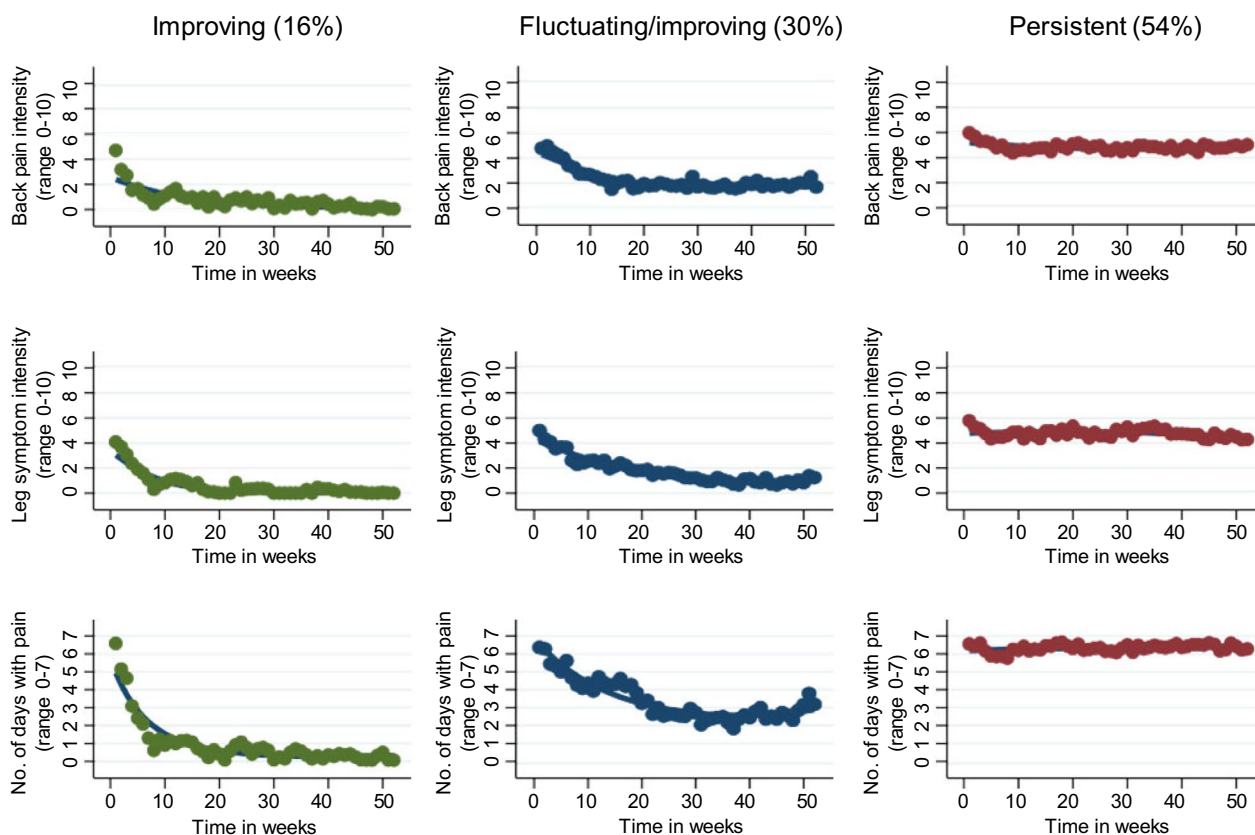 Improving (16%)
Fluctuating/improving (30%)
Persistent (54%)
Back pain intensity
(range 0-10)
10
8
6
4
2
0
0 10 20 30 40 50
Time in weeks
Back pain intensity
(range 0-10)
10
8
6
4
2
0
0 10 20 30 40 50
Time in weeks
Back pain intensity
(range 0-10)
10
8
6
4
2
0
0 10 20 30 40 50
Time in weeks
Leg symptom intensity
(range 0-10)
10
8
6
4
2
0
0 10 20 30 40 50
Time in weeks
Leg symptom intensity
(range 0-10)
10
8
6
4
2
0
0 10 20 30 40 50
Time in weeks
Leg symptom intensity
(range 0-10)
10
8
6
4
2
0
0 10 20 30 40 50
Time in weeks
No. of days with pain
(range 0-7)
7
6
5
4
3
2
1
0
0 10 20 30 40 50
Time in weeks
No. of days with pain
(range 0-7)
7
6
5
4
3
2
1
0
0 10 20 30 40 50
Time in weeks
No. of days with pain
(range 0-7)
7
6
5
4
3
2
1
0
0 10 20 30 40 50
Time in weeks